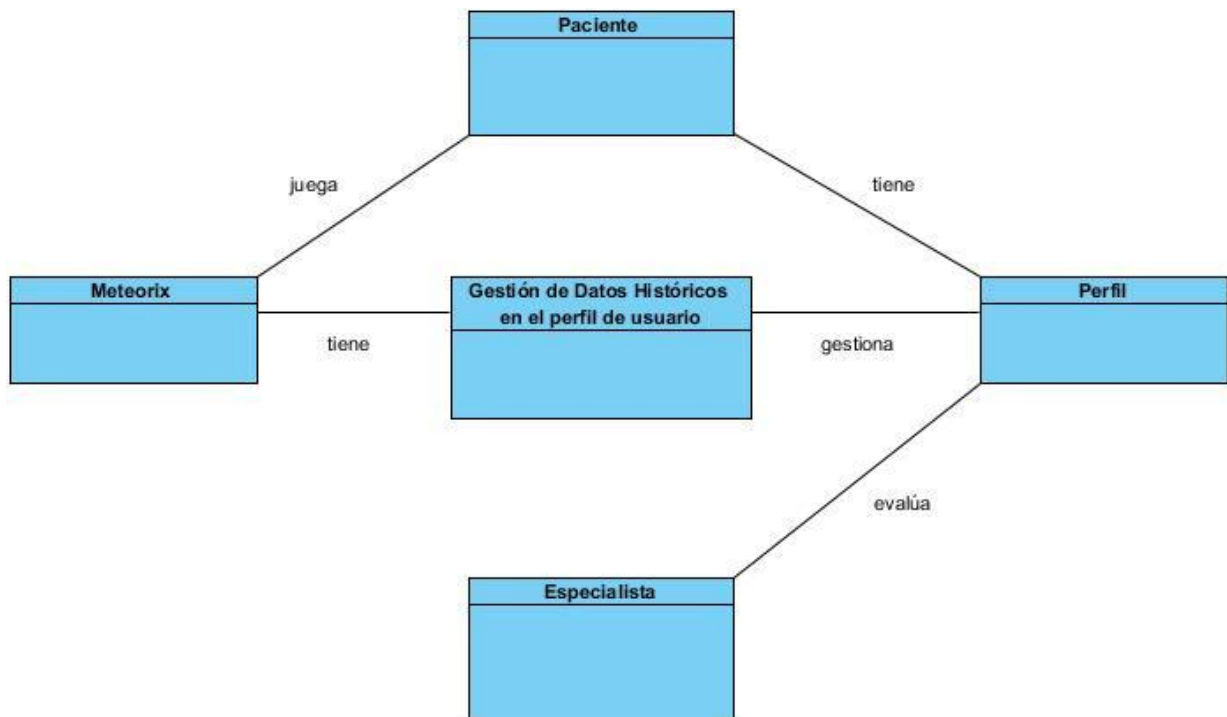 Paciente
juega
tiene
Meteorix
Gestión de Datos Históricos
en el perfil de usuario
Perfil
tiene
gestiona
evalúa
Especialista